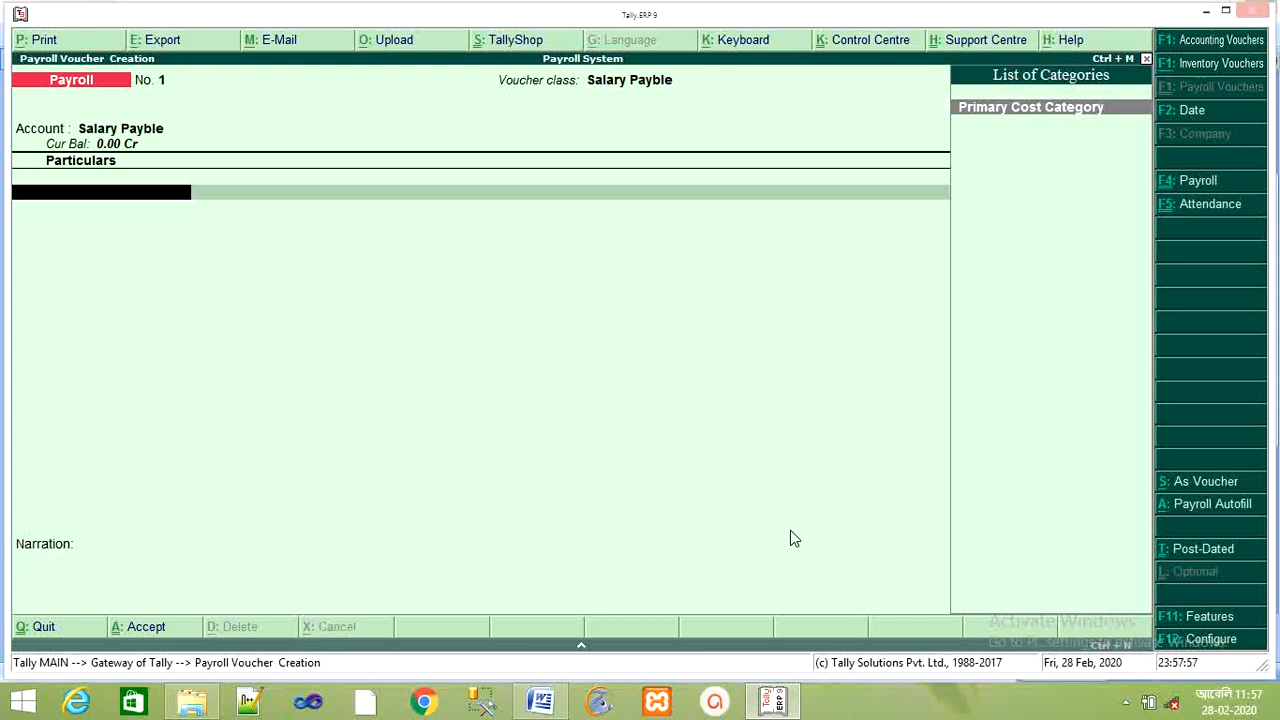 Tally.ERP 9
P: Print E: Export M: E-Mail O: Upload S: TallyShop G: Language K: Keyboard K: Control Centre H: Support Centre H: Help
Payroll Voucher Creation Payroll System Ctrl + M
Payroll No. 1 Voucher class: Salary Payble
Account : Salary Payble
Cur Bal: 0.00 Cr
Particulars
List of Categories
Primary Cost Category
F1: Accounting Vouchers
F1: Inventory Vouchers
F1: Payroll Vouchers
F2: Date
F3: Company
F4: Payroll
F5: Attendance
S: As Voucher
A: Payroll Autofill
T: Post-Dated
L: Optional
F11: Features
F12: Configure
Narration:
Activate Windows
Q: Quit A: Accept D: Delete X: Cancel
Ctrl + N
Tally MAIN --> Gateway of Tally --> Payroll Voucher Creation (c) Tally Solutions Pvt. Ltd., 1988-2017 Fri, 28 Feb, 2020 23:57:57
TALLY ERP 9
11:57
28-02-2020